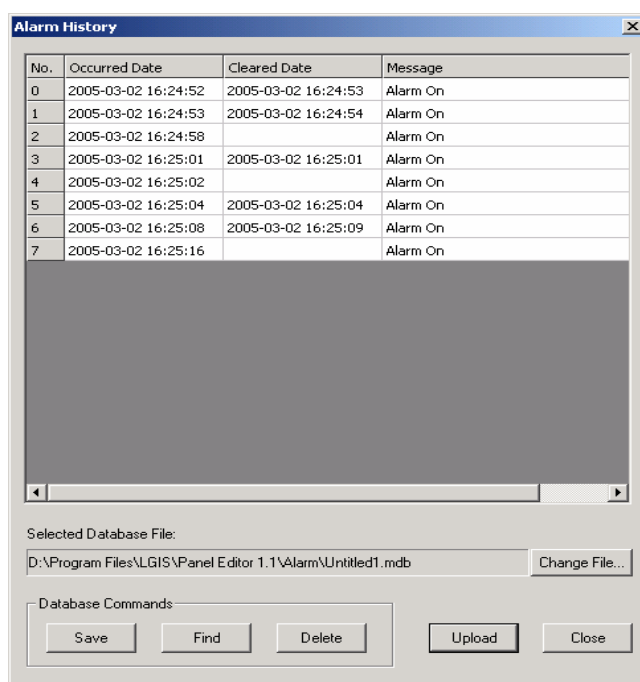 Alarm History
No. Occurred Date Cleared Date Message
0 2005-03-02 16:24:52 2005-03-02 16:24:53 Alarm On
1 2005-03-02 16:24:53 2005-03-02 16:24:54 Alarm On
2 2005-03-02 16:24:58 Alarm On
3 2005-03-02 16:25:01 2005-03-02 16:25:01 Alarm On
4 2005-03-02 16:25:02 Alarm On
5 2005-03-02 16:25:04 2005-03-02 16:25:04 Alarm On
6 2005-03-02 16:25:08 2005-03-02 16:25:09 Alarm On
7 2005-03-02 16:25:16 Alarm On
Selected Database File:
D:\Program Files\LGIS\Panel Editor 1.1\Alarm\Untitled1.mdb Change File...
Database Commands
Save Find Delete Upload Close